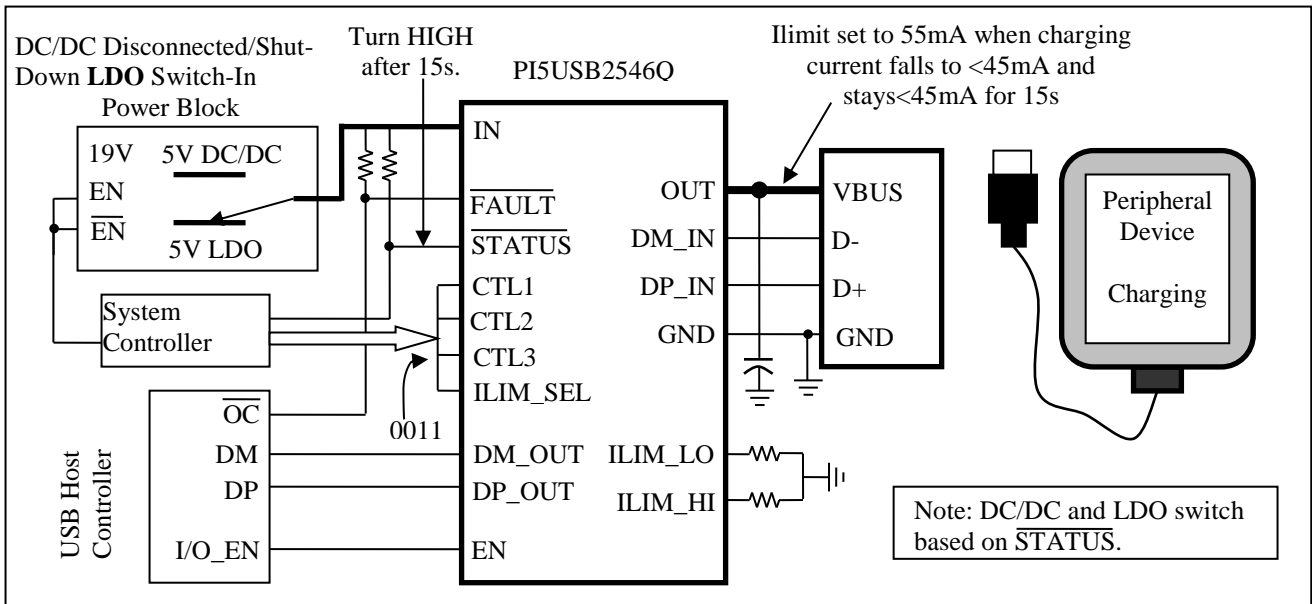 DC/DC Disconnected/Shut-
Down LDO Switch-In
Power Block
Turn HIGH
after 15s.
PI5USB2546Q
Ilimit set to 55mA when charging
current falls to <45mA and
stays<45mA for 15s
19V
5V DC/DC
EN
EN
5V LDO
System
Controller
0011
USB Host
Controller
OC
DM
DP
I/O_EN
IN
FAULT
STATUS
CTL1
CTL2
CTL3
ILIM_SEL
DM_OUT
DP_OUT
EN
OUT
DM_IN
DP_IN
GND
ILIM_LO
ILIM_HI
VBUS
D-
D+
GND
Peripheral
Device
Charging
Note: DC/DC and LDO switch
based on STATUS.